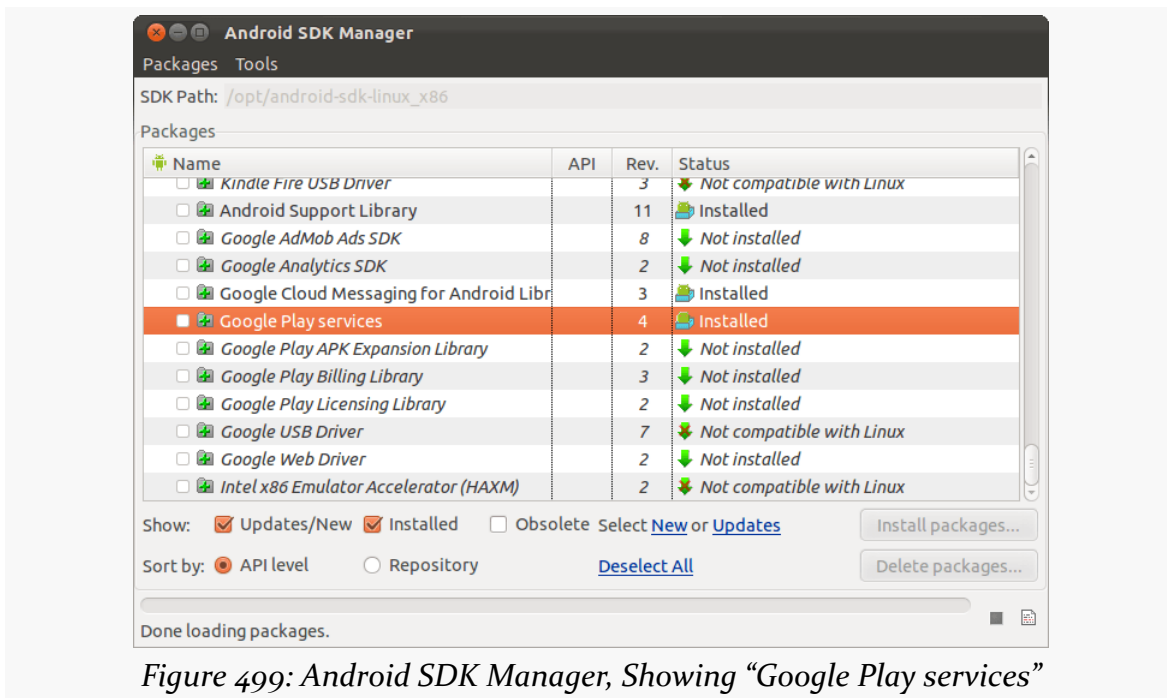 Android SDK Manager
Packages Tools
SDK Path: /opt/android-sdk-linux_x86
Packages
Name API Rev. Status
Kindle Fire USB Driver 3 Not compatible with Linux
Android Support Library 11 Installed
Google AdMob Ads SDK 8 Not installed
Google Analytics SDK 2 Not installed
Google Cloud Messaging for Android Libr 3 Installed
Google Play services 4 Installed
Google Play APK Expansion Library 2 Not installed
Google Play Billing Library 3 Not installed
Google Play Licensing Library 2 Not installed
Google USB Driver 7 Not compatible with Linux
Google Web Driver 2 Not installed
Intel x86 Emulator Accelerator (HAXM) 2 Not compatible with Linux
Show: Updates/New Installed Obsolete Select New or Updates Install packages...
Sort by: API level Repository Deselect All Delete packages...
Done loading packages.
Figure 499: Android SDK Manager, Showing “Google Play services”